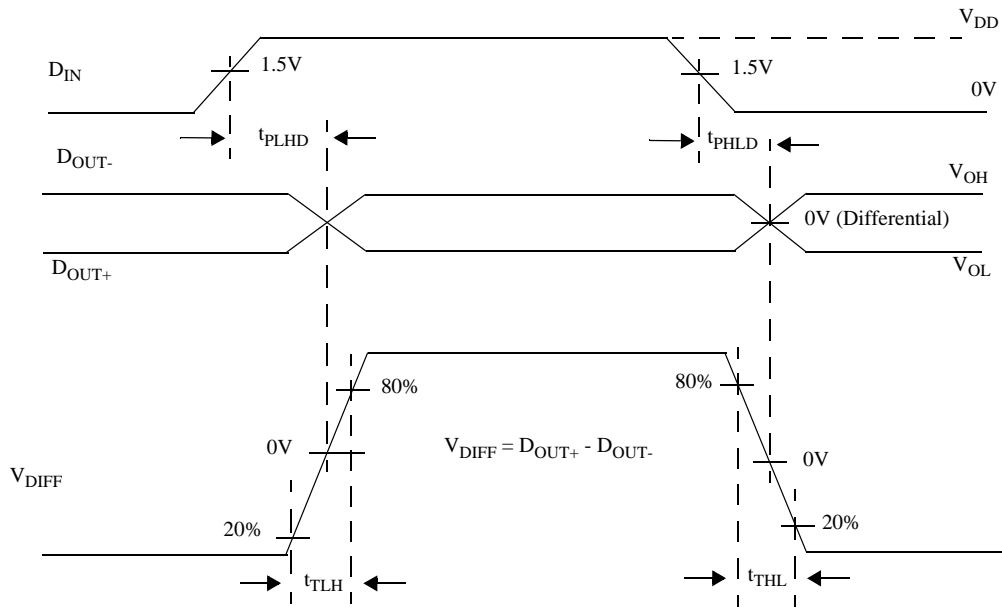 V_DD
D_IN
1.5V
1.5V
0V
t_PLHD
t_PHLD
D_OUT-
V_OH
0V (Differential)
D_OUT+
V_OL
80%
80%
0V
V_DIFF = D_OUT+ - D_OUT-
0V
V_DIFF
20%
20%
t_TLH
t_THL